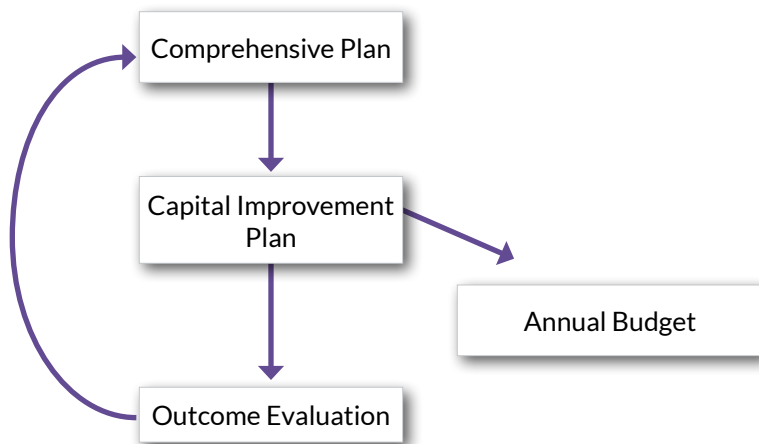 Comprehensive Plan
Capital Improvement
Plan
Annual Budget
Outcome Evaluation